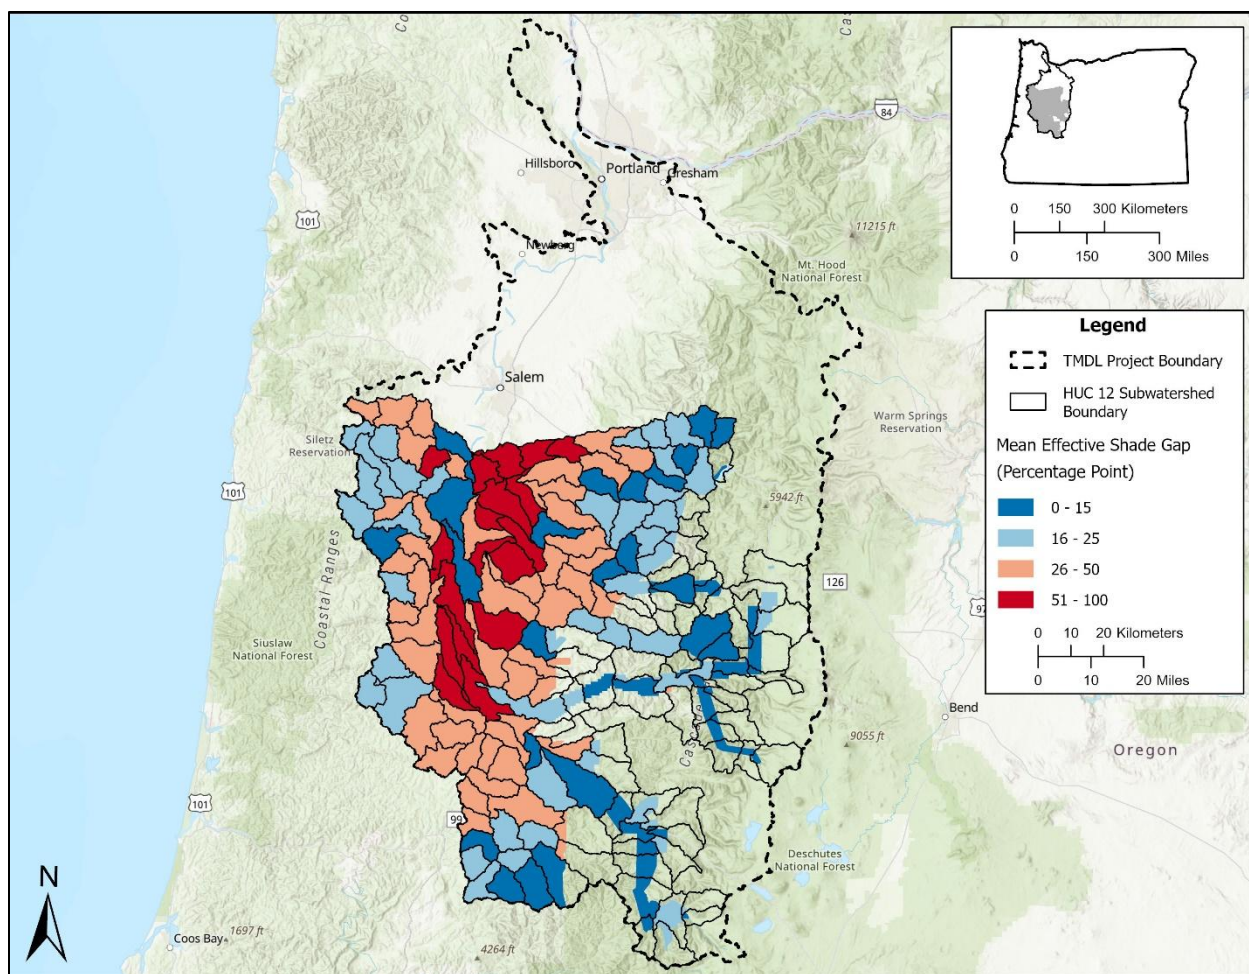 Co
Cas
84
Hillsboro
Portland
Gresham
101
Newberg
11215 ft
Mt. Hood
National Forest
Salem
Siletz
Reservation
Warm Springs
Reservation
101
5942 ft
Coastal Ranges
126
97
Siuslaw
National Forest
Cascade
Bend
9055 ft
Oregon
101
99
Deschutes
National Forest
N
Coos Bay
1697 ft
4264 ft
0 150 300 Kilometers
0 150 300 Miles
Legend
TMDL Project Boundary
HUC 12 Subwatershed
Boundary
Mean Effective Shade Gap
(Percentage Point)
0 - 15
16 - 25
26 - 50
51 - 100
0 10 20 Kilometers
0 10 20 Miles